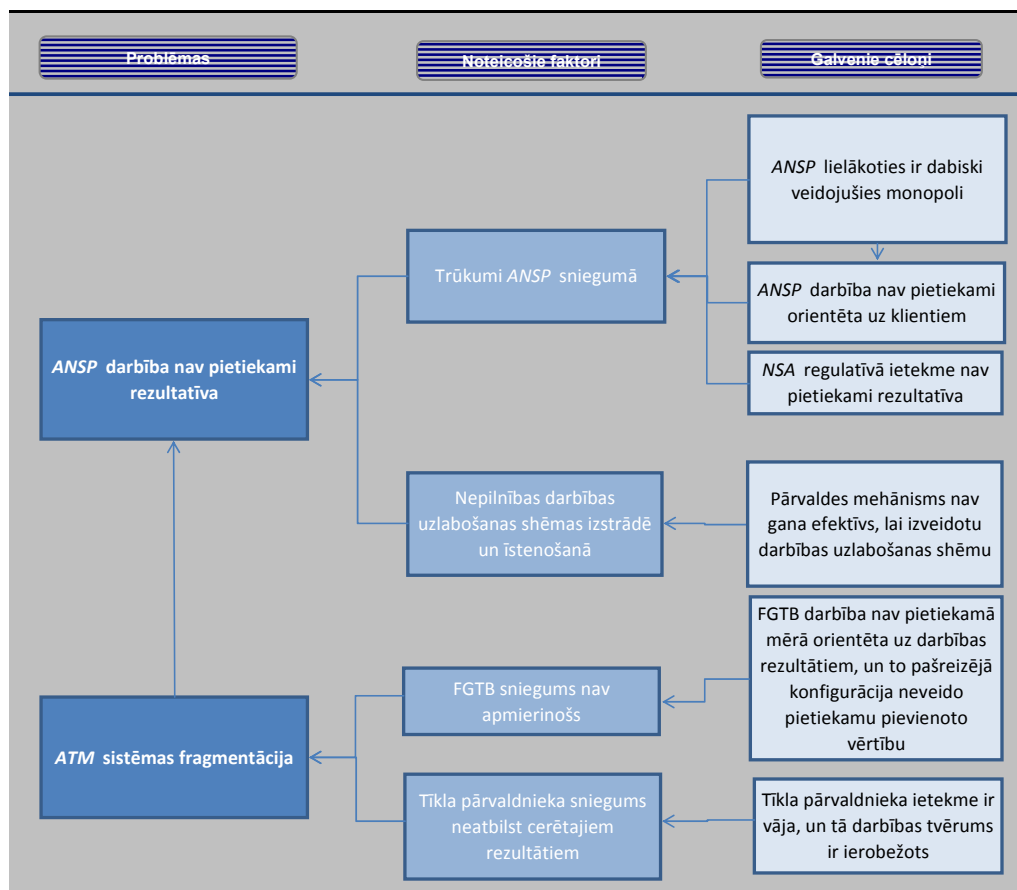 Problēmas
Noteicošie faktori
Galvenie cēloņi
ANSP lielākoties ir dabiski
veidojušies monopoli
Trūkumi ANSP sniegumā
ANSP darbība nav pietiekami
orientēta uz klientiem
ANSP darbība nav pietiekami
rezultatīva
NSA regulatīvā ietekme nav
pietiekami rezultatīva
Nepilnības darbības
uzlabošanas shēmas izstrādē
un īstenošanā
Pārvaldes mehānisms nav
gana efektīvs, lai izveidotu
darbības uzlabošanas shēmu
FGTB darbība nav pietiekamā
mērā orientēta uz darbības
rezultātiem, un to pašreizējā
konfigurācija neveido
pietiekamu pievienoto
vērtību
FGTB sniegums nav
apmierinošs
ATM sistēmas fragmentācija
Tīkla pārvaldnieka sniegums
neatbilst cerētajiem
rezultātiem
Tīkla pārvaldnieka ietekme ir
vāja, un tā darbības tvērums
ir ierobežots